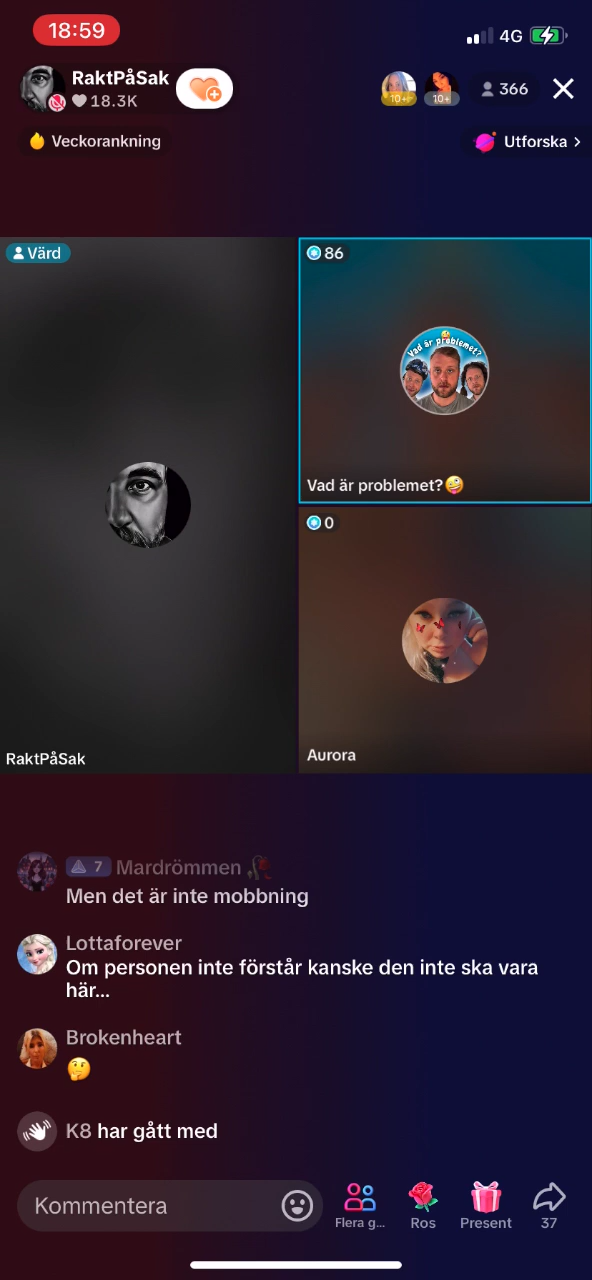 18:59
4G
RaktPåSak
18.3K
10+
10+
366
Veckorankning
Utforska >
Värd
86
Vad är problemet?
Vad är problemet?🤪
0
RaktPåSak
Aurora
7 Mardrömmen 🥀
Men det är inte mobbning
Lottaforever
Om personen inte förstår kanske den inte ska vara
här...
Brokenheart
🤔
K8 har gått med
Kommentera
Flera g...
Ros
Present
37